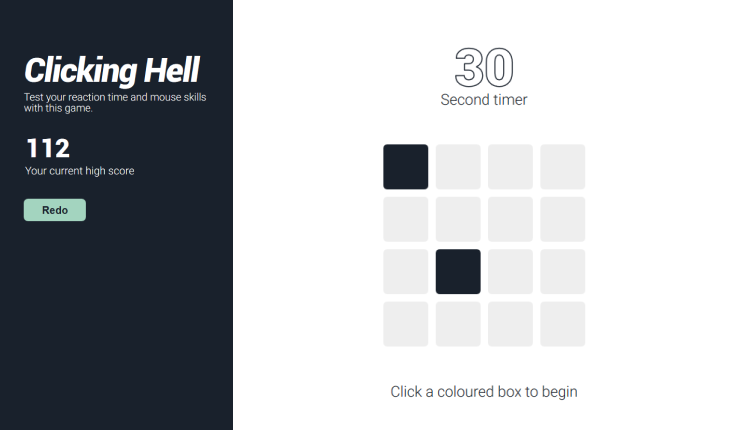 Clicking Hell
Test your reaction time and mouse skills
with this game.
112
Your current high score
Redo
30
Second timer
Click a coloured box to begin